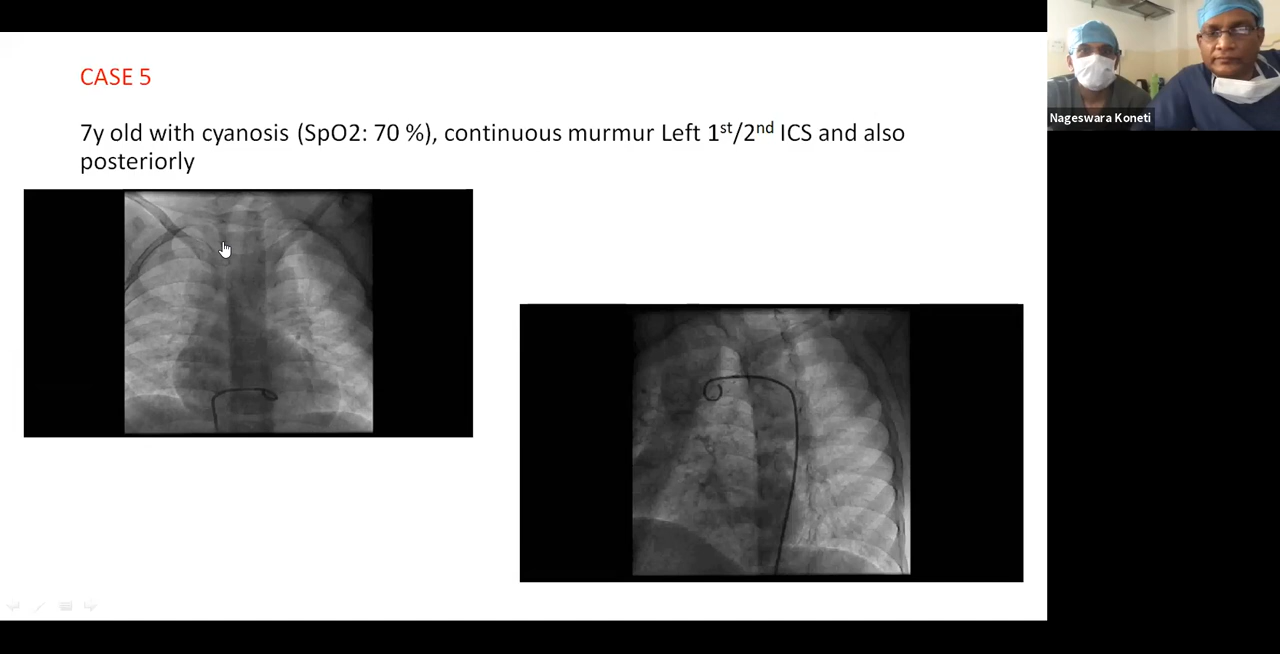 CASE 5
7y old with cyanosis (SpO2: 70 %), continuous murmur Left 1st/2nd ICS and also
posteriorly
Nageswara Koneti